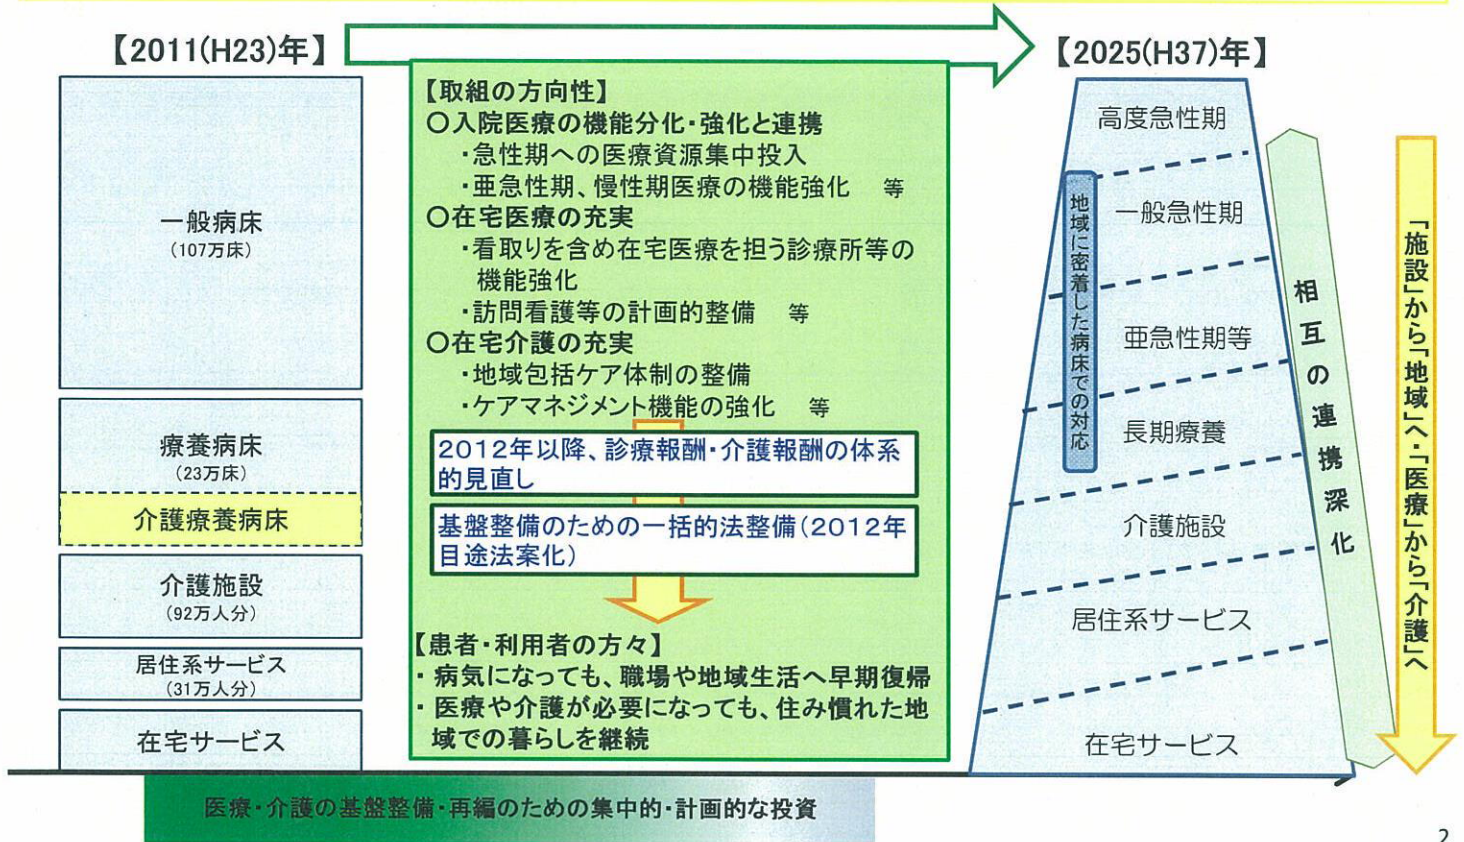 【2011(H23)年】
一般病床
(107万床)
療養病床
(23万床)
介護療養病床
介護施設
(92万人分)
居住系サービス
(31万人分)
在宅サービス
【取組の方向性】
○入院医療の機能分化・強化と連携
・急性期への医療資源集中投入
・亜急性期、慢性期医療の機能強化 等
○在宅医療の充実
・看取りを含め在宅医療を担う診療所等の
機能強化
・訪問看護等の計画的整備 等
○在宅介護の充実
・地域包括ケア体制の整備
・ケアマネジメント機能の強化 等
2012年以降、診療報酬・介護報酬の体系
的見直し
基盤整備のための一括的法整備(2012年
目途法案化)
【患者・利用者の方々】
・病気になっても、職場や地域生活へ早期復帰
・医療や介護が必要になっても、住み慣れた地
域での暮らしを継続
【2025(H37)年】
高度急性期
一般急性期
亜急性期等
長期療養
介護施設
居住系サービス
在宅サービス
地域に密着した病床での対応
相互の連携深化
「施設」から「地域」へ・「医療」から「介護」へ
医療・介護の基盤整備・再編のための集中的・計画的な投資
2